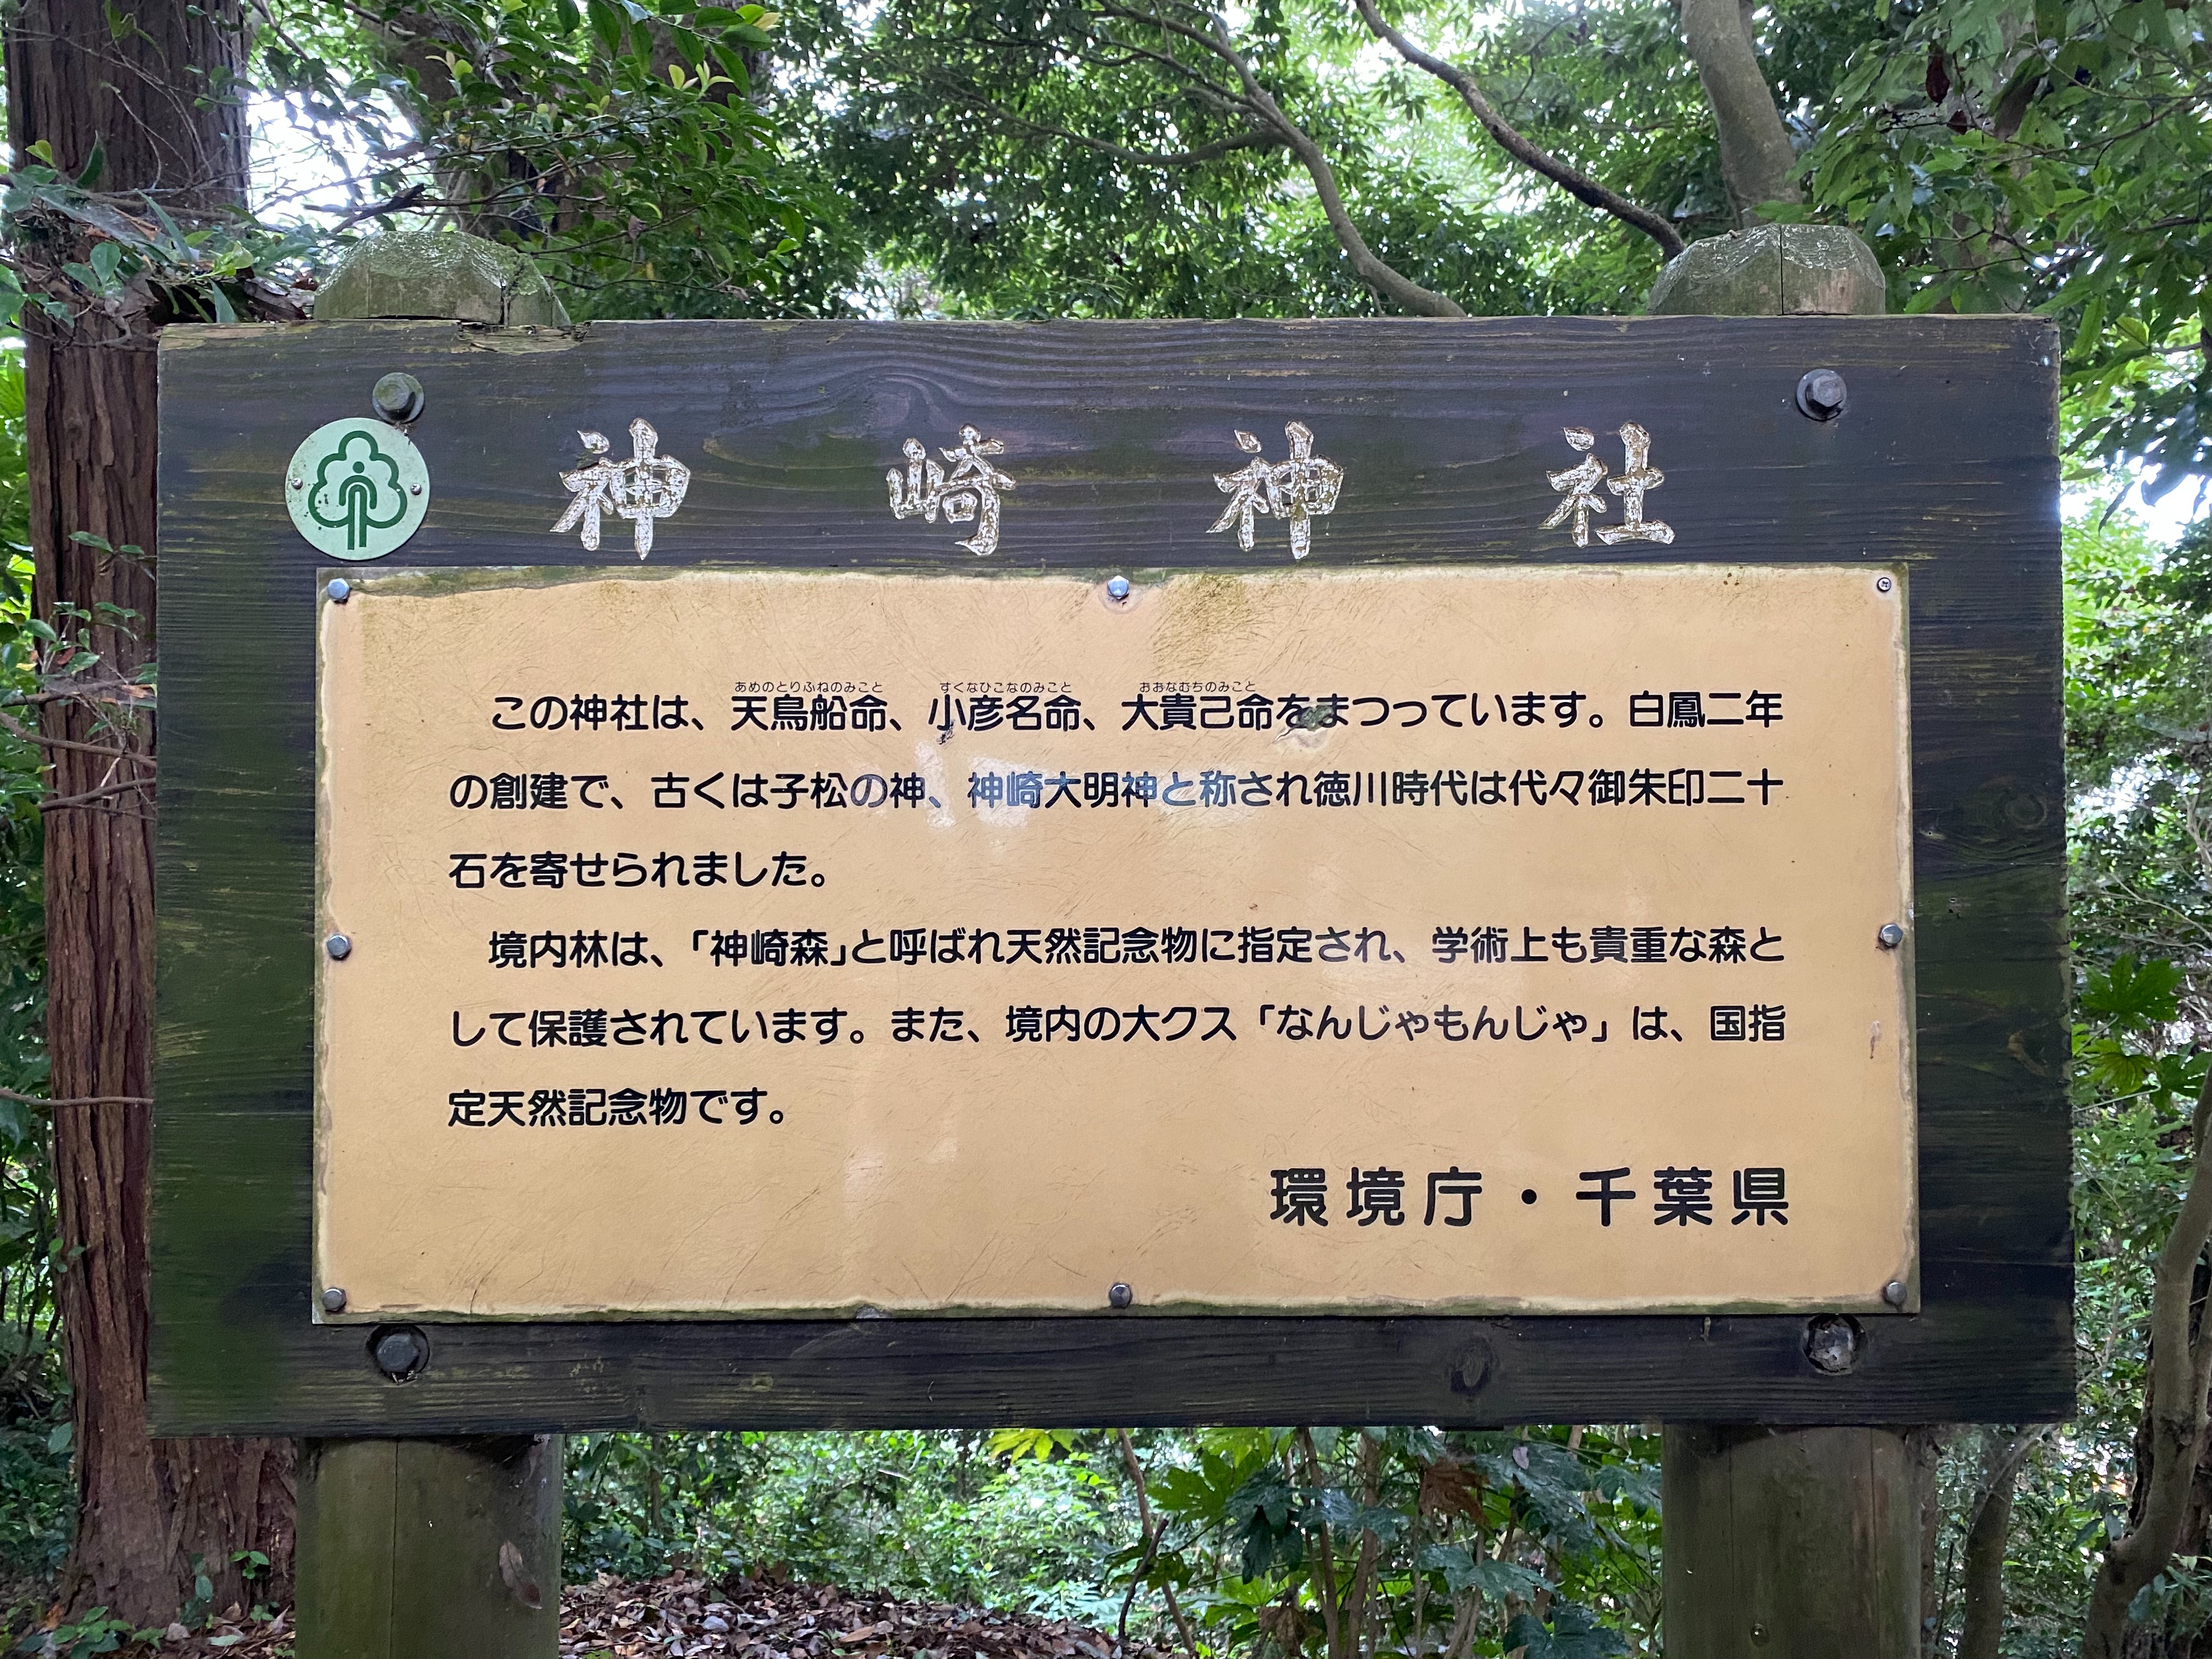 神崎神社
あめのとりふねのみこと すくなひこなのみこと おおなむちのみこと
この神社は、天鳥船命、小彦名命、大貴己命をまつっています。白鳳二年
の創建で、古くは子松の神、神崎大明神と称され徳川時代は代々御朱印二十
石を寄せられました。
境内林は、「神崎森」と呼ばれ天然記念物に指定され、学術上も貴重な森と
して保護されています。また、境内の大クス「なんじゃもんじゃ」は、国指
定天然記念物です。
環境庁・千葉県